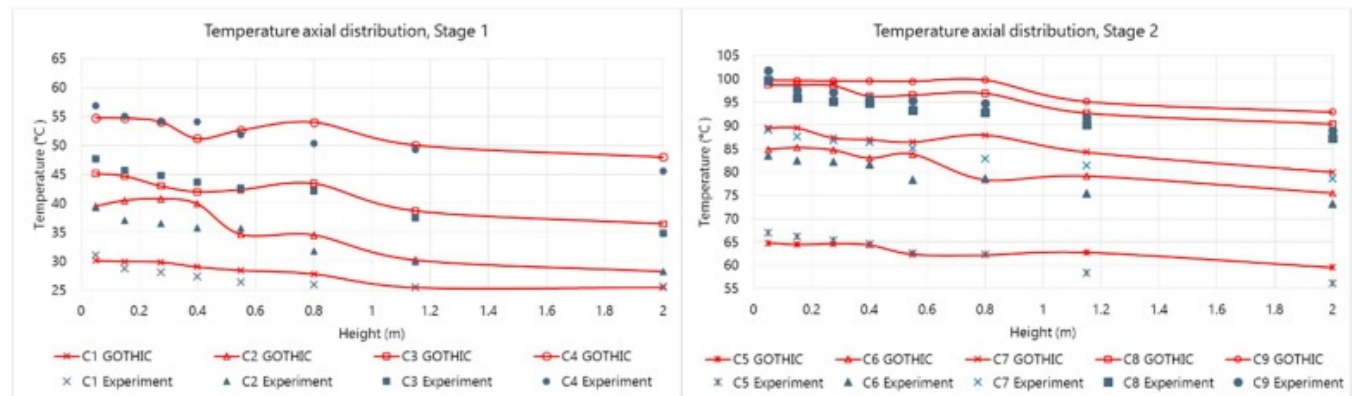 Temperature axial distribution, Stage 1
65
60
55
50
45
40
35
30
25
Temperature (°C)
0 0.2 0.4 0.6 0.8 1 1.2 1.4 1.6 1.8 2
Height (m)
C1 GOTHIC C2 GOTHIC C3 GOTHIC C4 GOTHIC
C1 Experiment C2 Experiment C3 Experiment C4 Experiment
Temperature axial distribution, Stage 2
105
100
95
90
85
80
75
70
65
60
55
Temperature (°C)
0 0.2 0.4 0.6 0.8 1 1.2 1.4 1.6 1.8 2
Height (m)
C5 GOTHIC C6 GOTHIC C7 GOTHIC C8 GOTHIC C9 GOTHIC
C5 Experiment C6 Experiment C7 Experiment C8 Experiment C9 Experiment